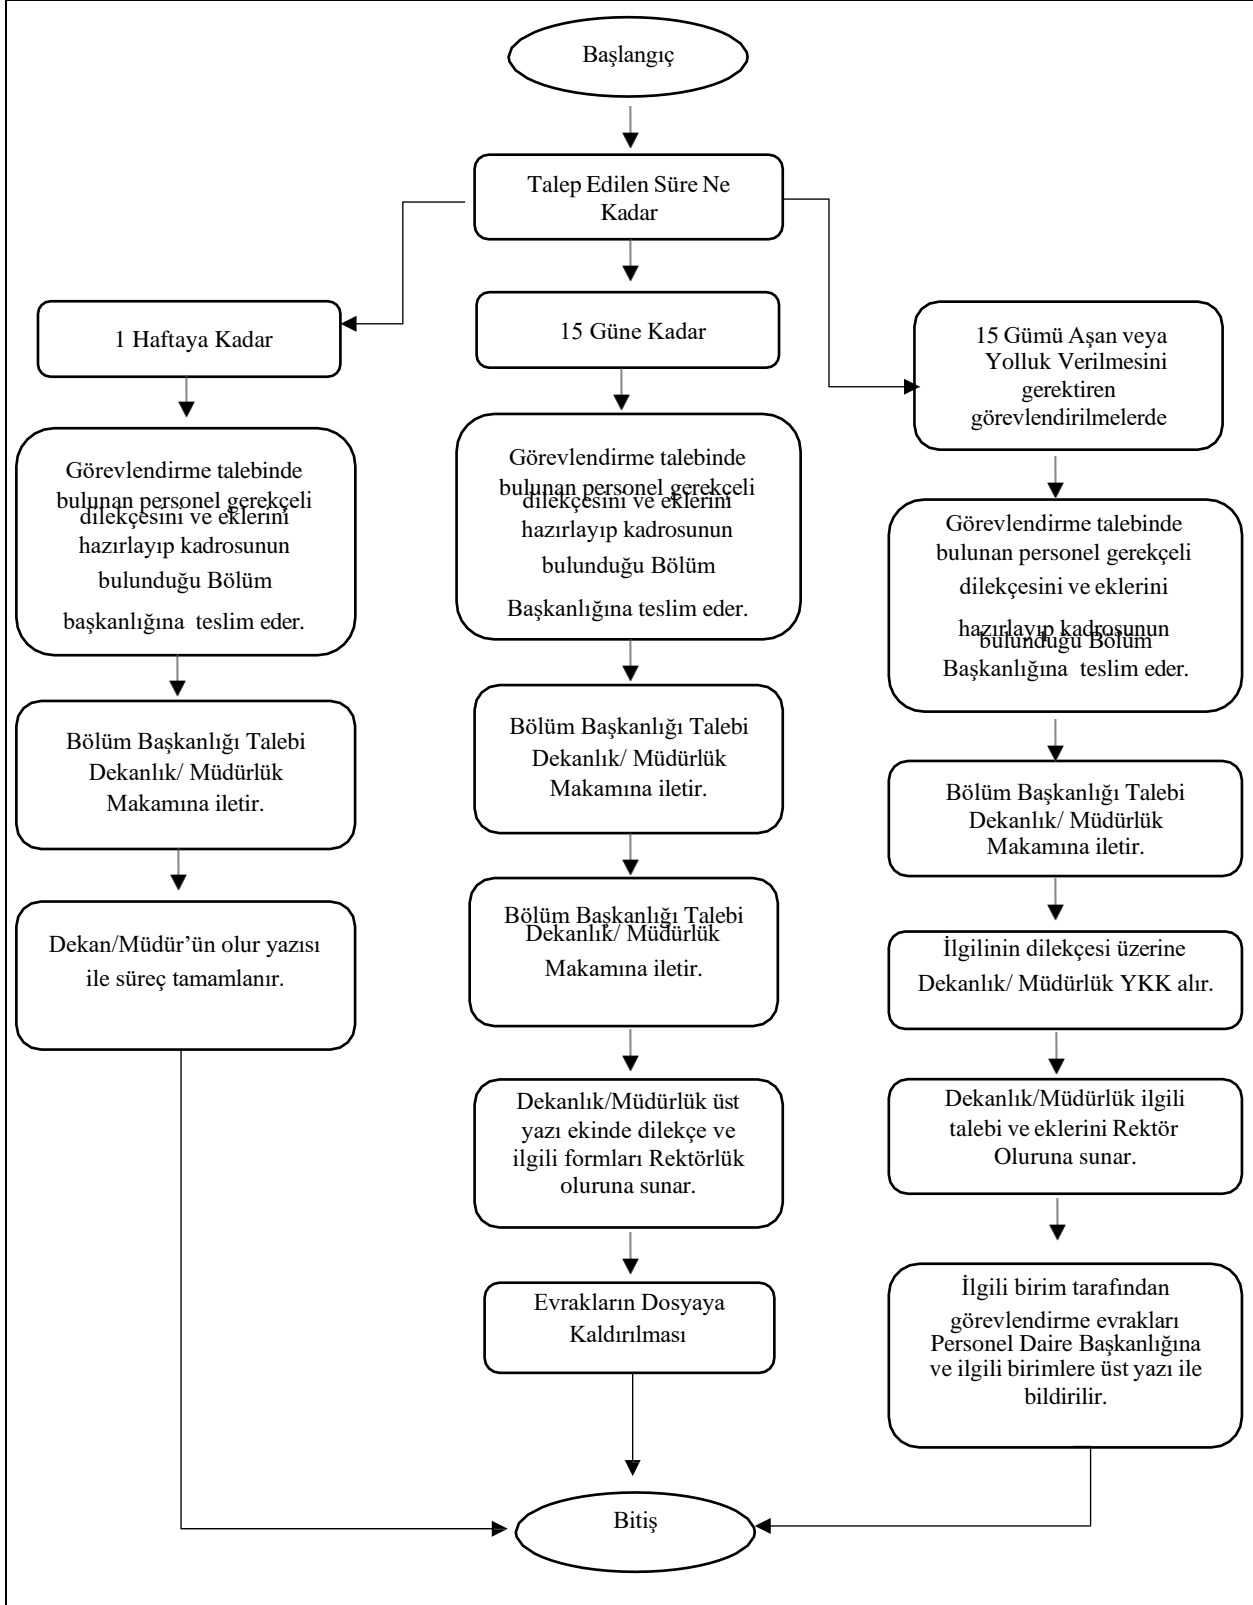 Başlangıç
Talep Edilen Süre Ne
Kadar
1 Haftaya Kadar
Görevlendirme talebinde
bulunan personel gerekçeli
dilekçesini ve eklerini
hazırlayıp kadrosunun
bulunduğu Bölüm
başkanlığına teslim eder.
Bölüm Başkanlığı Talebi
Dekanlık/ Müdürlük
Makamına iletir.
Dekan/Müdür’ün olur yazısı
ile süreç tamamlanır.
15 Güne Kadar
Görevlendirme talebinde
bulunan personel gerekçeli
dilekçesini ve eklerini
hazırlayıp kadrosunun
bulunduğu Bölüm
Başkanlığına teslim eder.
Bölüm Başkanlığı Talebi
Dekanlık/ Müdürlük
Makamına iletir.
Bölüm Başkanlığı Talebi
Dekanlık/ Müdürlük
Makamına iletir.
Dekanlık/Müdürlük üst
yazı ekinde dilekçe ve
ilgili formları Rektörlük
oluruna sunar.
Evrakların Dosyaya
Kaldırılması
15 Gümü Aşan veya
Yolluk Verilmesini
gerektiren
görevlendirilmelerde
Görevlendirme talebinde
bulunan personel gerekçeli
dilekçesini ve eklerini
hazırlayıp kadrosunun
bulunduğu Bölüm
Başkanlığına teslim eder.
Bölüm Başkanlığı Talebi
Dekanlık/ Müdürlük
Makamına iletir.
İlgilinin dilekçesi üzerine
Dekanlık/ Müdürlük YKK alır.
Dekanlık/Müdürlük ilgili
talebi ve eklerini Rektör
Oluruna sunar.
İlgili birim tarafından
görevlendirme evrakları
Personel Daire Başkanlığına
ve ilgili birimlere üst yazı ile
bildirilir.
Bitiş